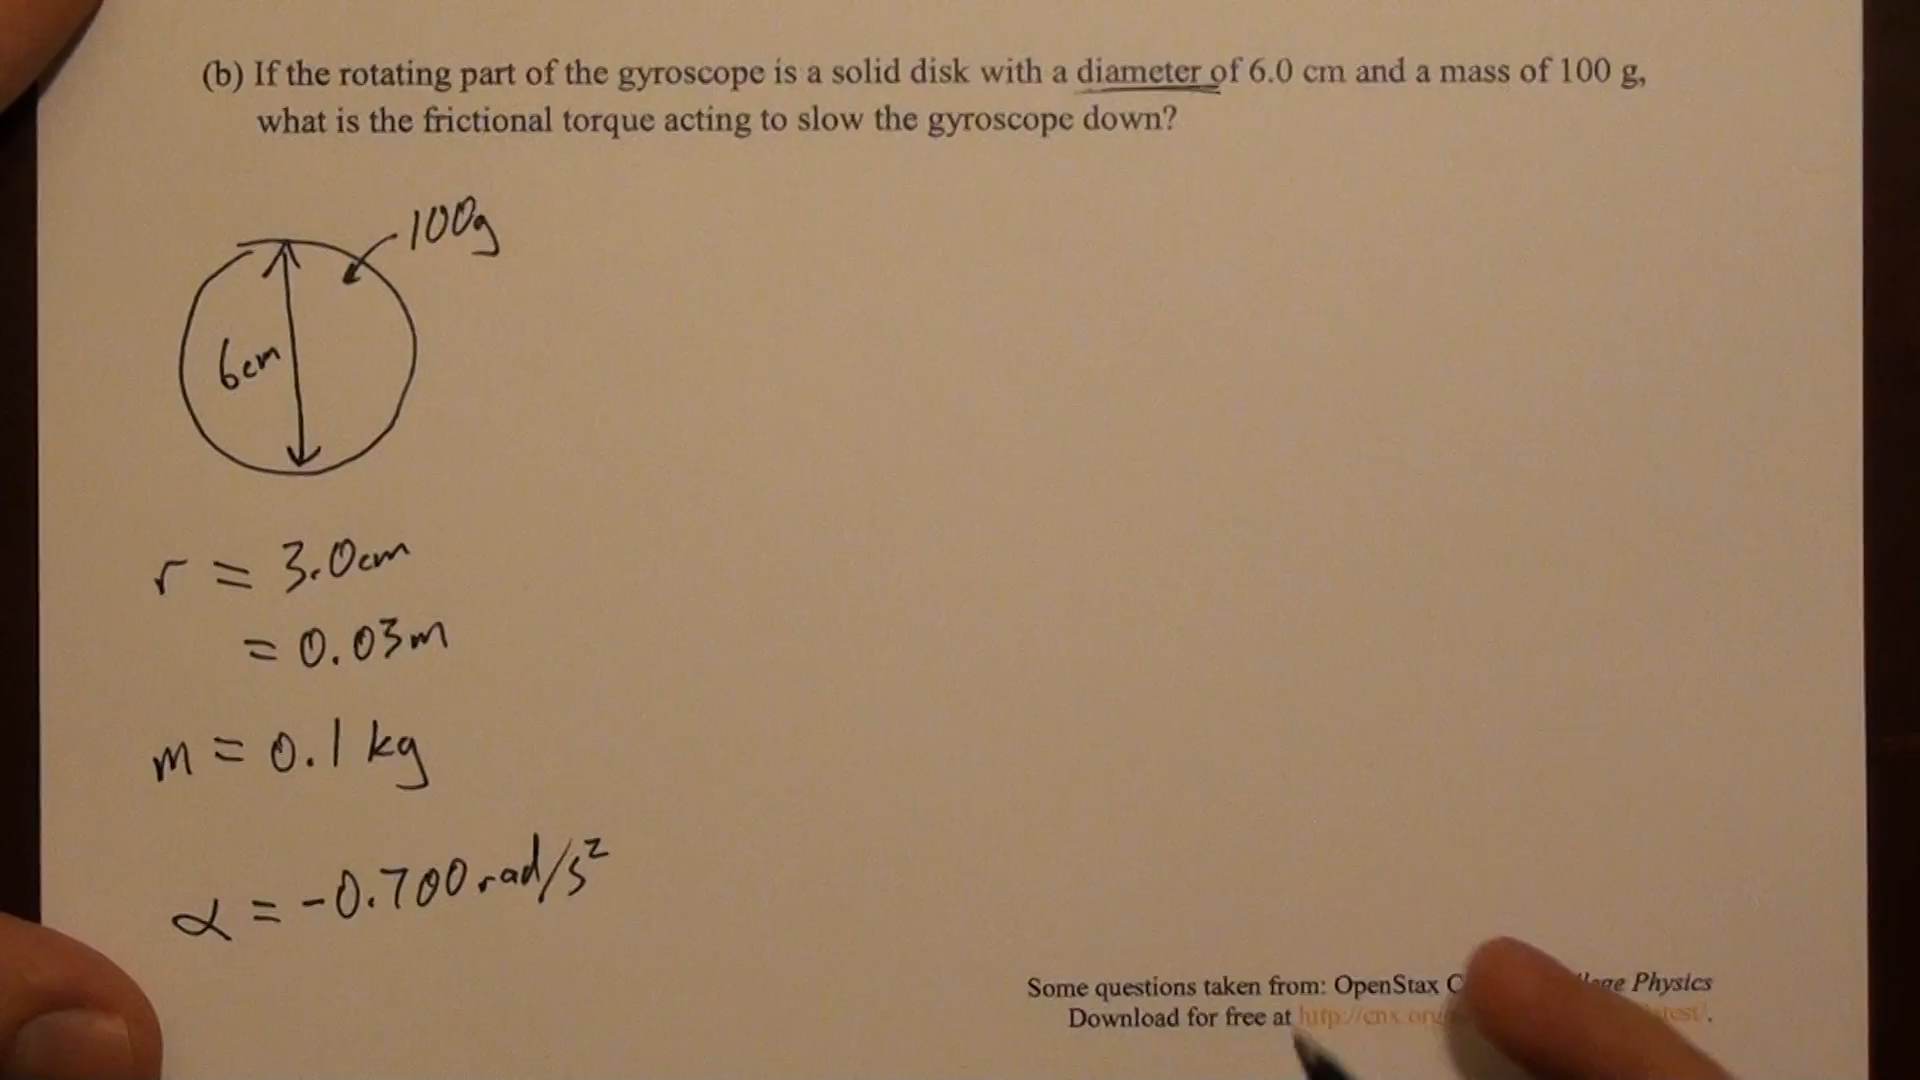 (b) If the rotating part of the gyroscope is a solid disk with a diameter of 6.0 cm and a mass of 100 g,
what is the frictional torque acting to slow the gyroscope down?
100g
6cm
r = 3.0cm
= 0.03m
m = 0.1 kg
α = -0.700 rad/s²
Some questions taken from: OpenStax Physics
Download for free at